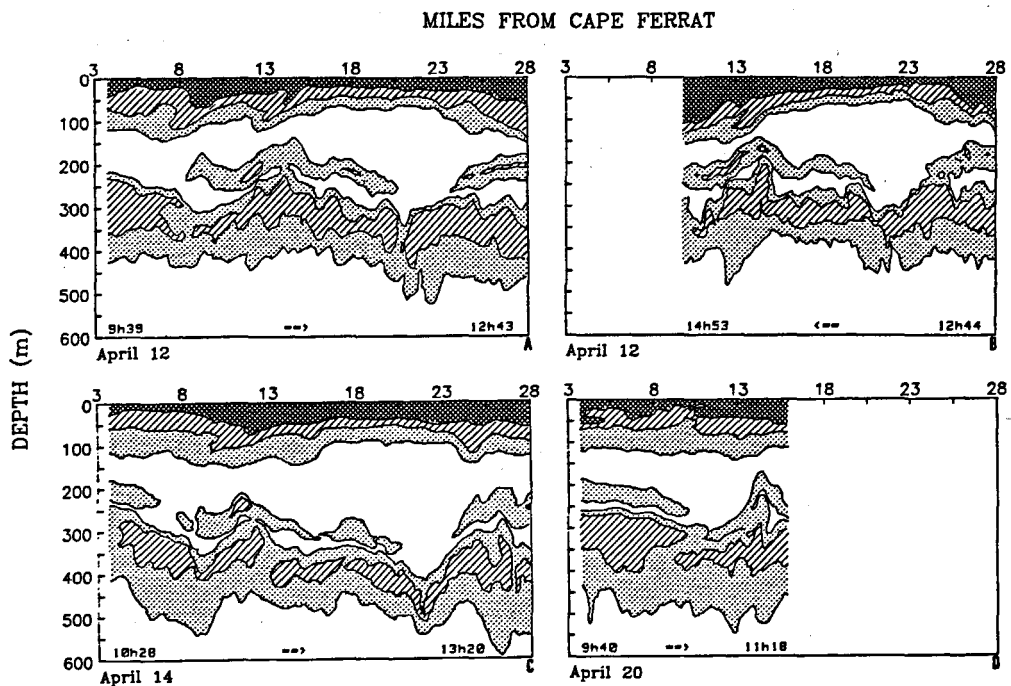 MILES FROM CAPE FERRAT
3 8 13 18 23 28
3 8 13 18 23 28
0
100
200
300
400
500
600
DEPTH (m)
9h39 ==> 12h43
A
April 12
14h53 <== 12h44
B
April 12
3 8 13 18 23 28
3 8 13 18 23 28
0
100
200
300
400
500
600
10h28 ==> 13h20
C
April 14
9h40 ==> 11h18
D
April 20